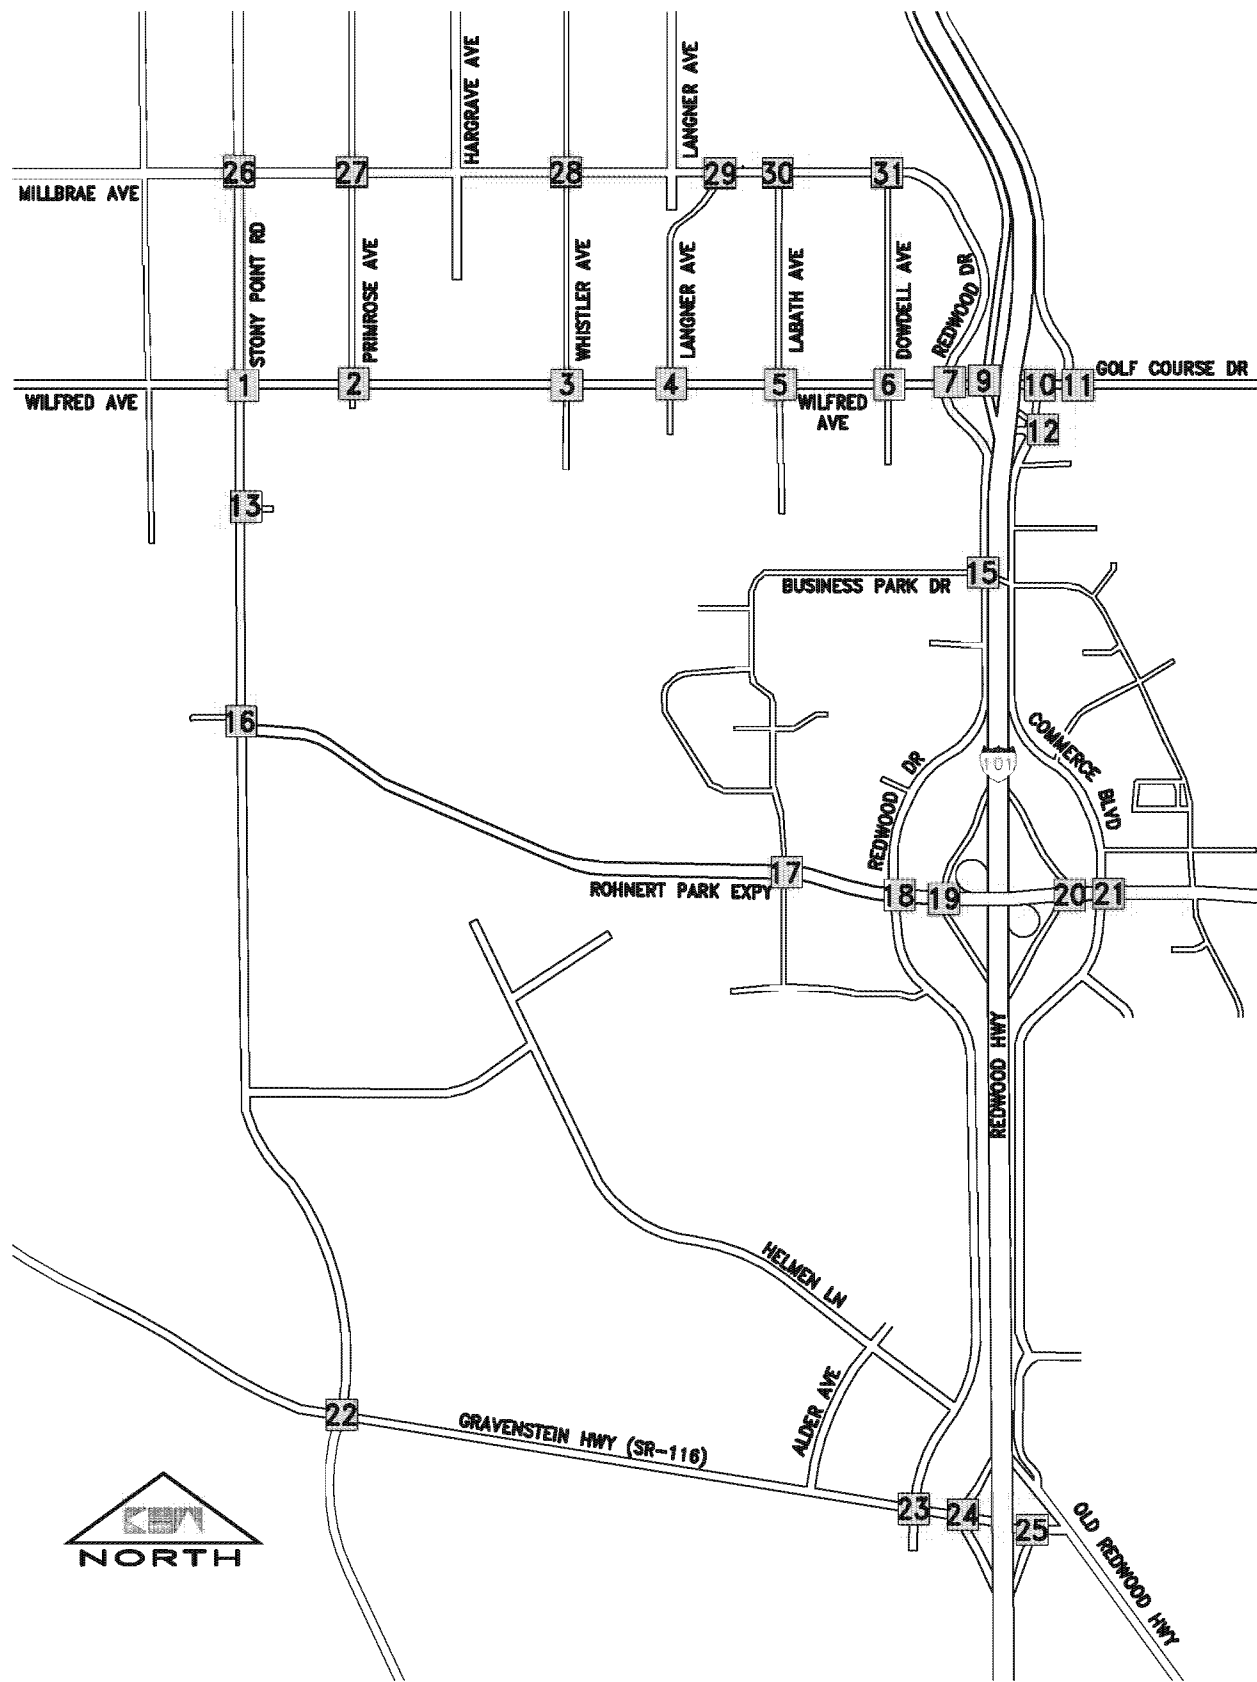 HARGRAVE AVE
LANGNER AVE
26
27
28
29
30
31
MILLBRAE AVE
STONY POINT RD
PRIMROSE AVE
WHISTLER AVE
LANGNER AVE
LABATH AVE
DOWDELL AVE
REDWOOD DR
1
2
3
4
5
6
7
9
10
11
GOLF COURSE DR
WILFRED AVE
WILFRED
AVE
12
13
15
BUSINESS PARK DR
16
COMMERCE BLVD
101
REDWOOD DR
17
ROHNERT PARK EXPY
18
19
20
21
REDWOOD HWY
HELMEN LN
ALDER AVE
22
GRAVENSTEIN HWY (SR-116)
23
24
25
OLD REDWOOD HWY
NORTH